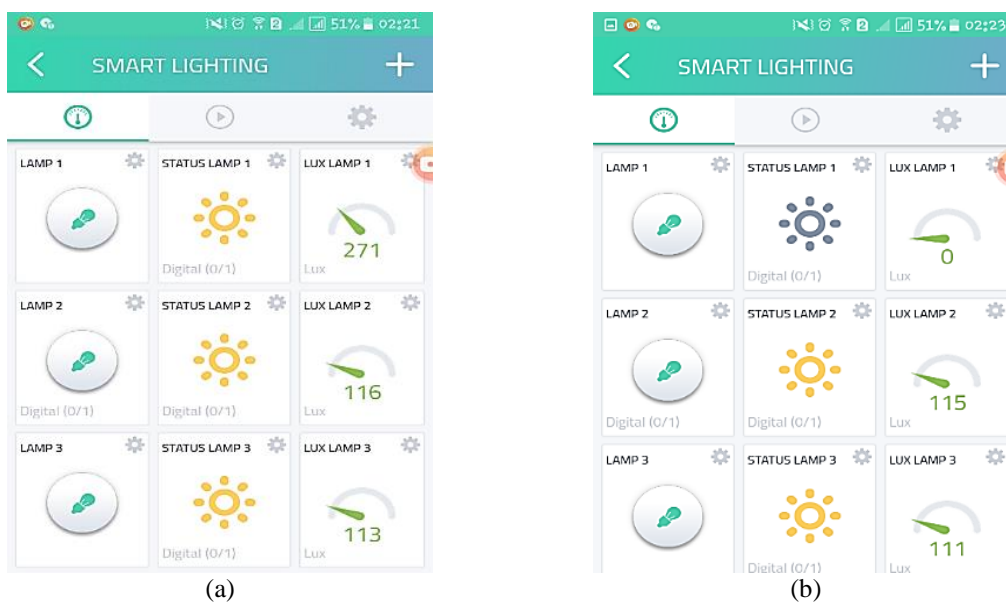 51% 02:21
SMART LIGHTING
LAMP 1 STATUS LAMP 1 LUX LAMP 1
271
Digital (0/1) Lux
LAMP 2 STATUS LAMP 2 LUX LAMP 2
116
Digital (0/1) Digital (0/1) Lux
LAMP 3 STATUS LAMP 3 LUX LAMP 3
113
Digital (0/1) Lux
(a)
51% 02:23
SMART LIGHTING
LAMP 1 STATUS LAMP 1 LUX LAMP 1
0
Digital (0/1) Lux
LAMP 2 STATUS LAMP 2 LUX LAMP 2
115
Digital (0/1) Digital (0/1) Lux
LAMP 3 STATUS LAMP 3 LUX LAMP 3
111
Digital (0/1) Lux
(b)